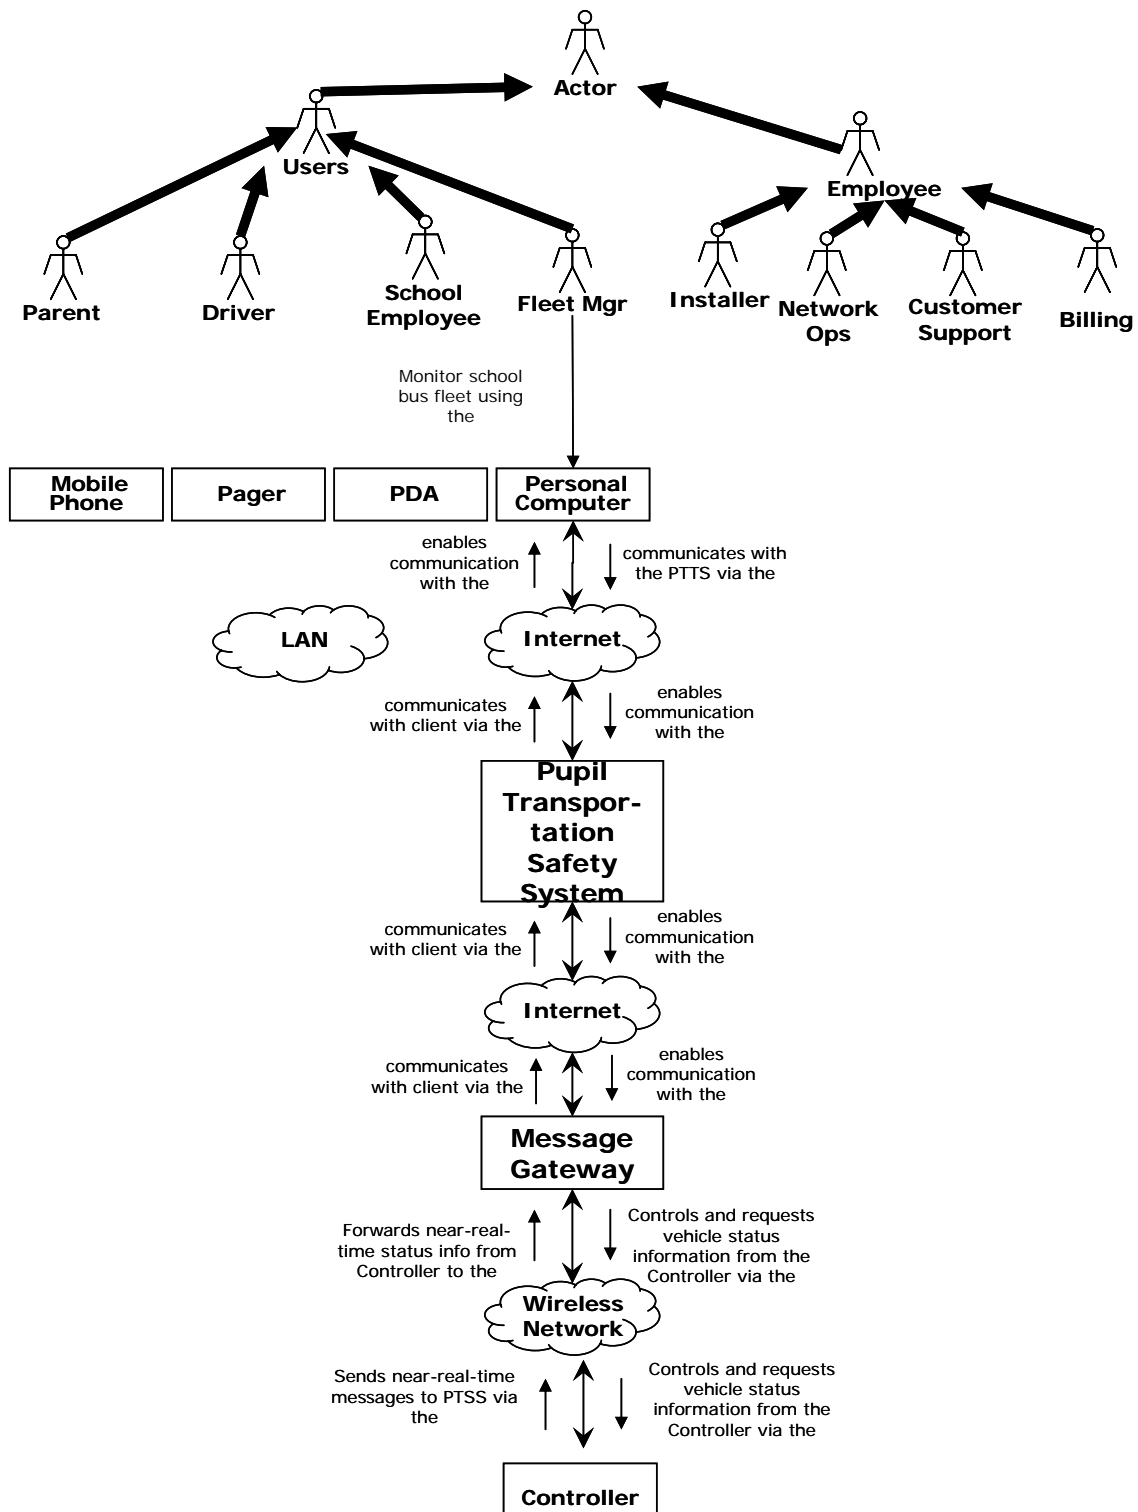 Actor
Users
Employee
Parent
Driver
School
Employee
Fleet Mgr
Installer
Network
Ops
Customer
Support
Billing
Monitor school
bus fleet using
the
Mobile
Phone
Pager
PDA
Personal
Computer
enables
communication
with the
communicates with
the PTTS via the
LAN
Internet
communicates
with client via the
enables
communication
with the
Pupil
Transpor-
tation
Safety
System
communicates
with client via the
enables
communication
with the
Internet
communicates
with client via the
enables
communication
with the
Message
Gateway
Forwards near-real-
time status info from
Controller to the
Controls and requests
vehicle status
information from the
Controller via the
Wireless
Network
Sends near-real-time
messages to PTSS via
the
Controls and requests
vehicle status
information from the
Controller via the
Controller